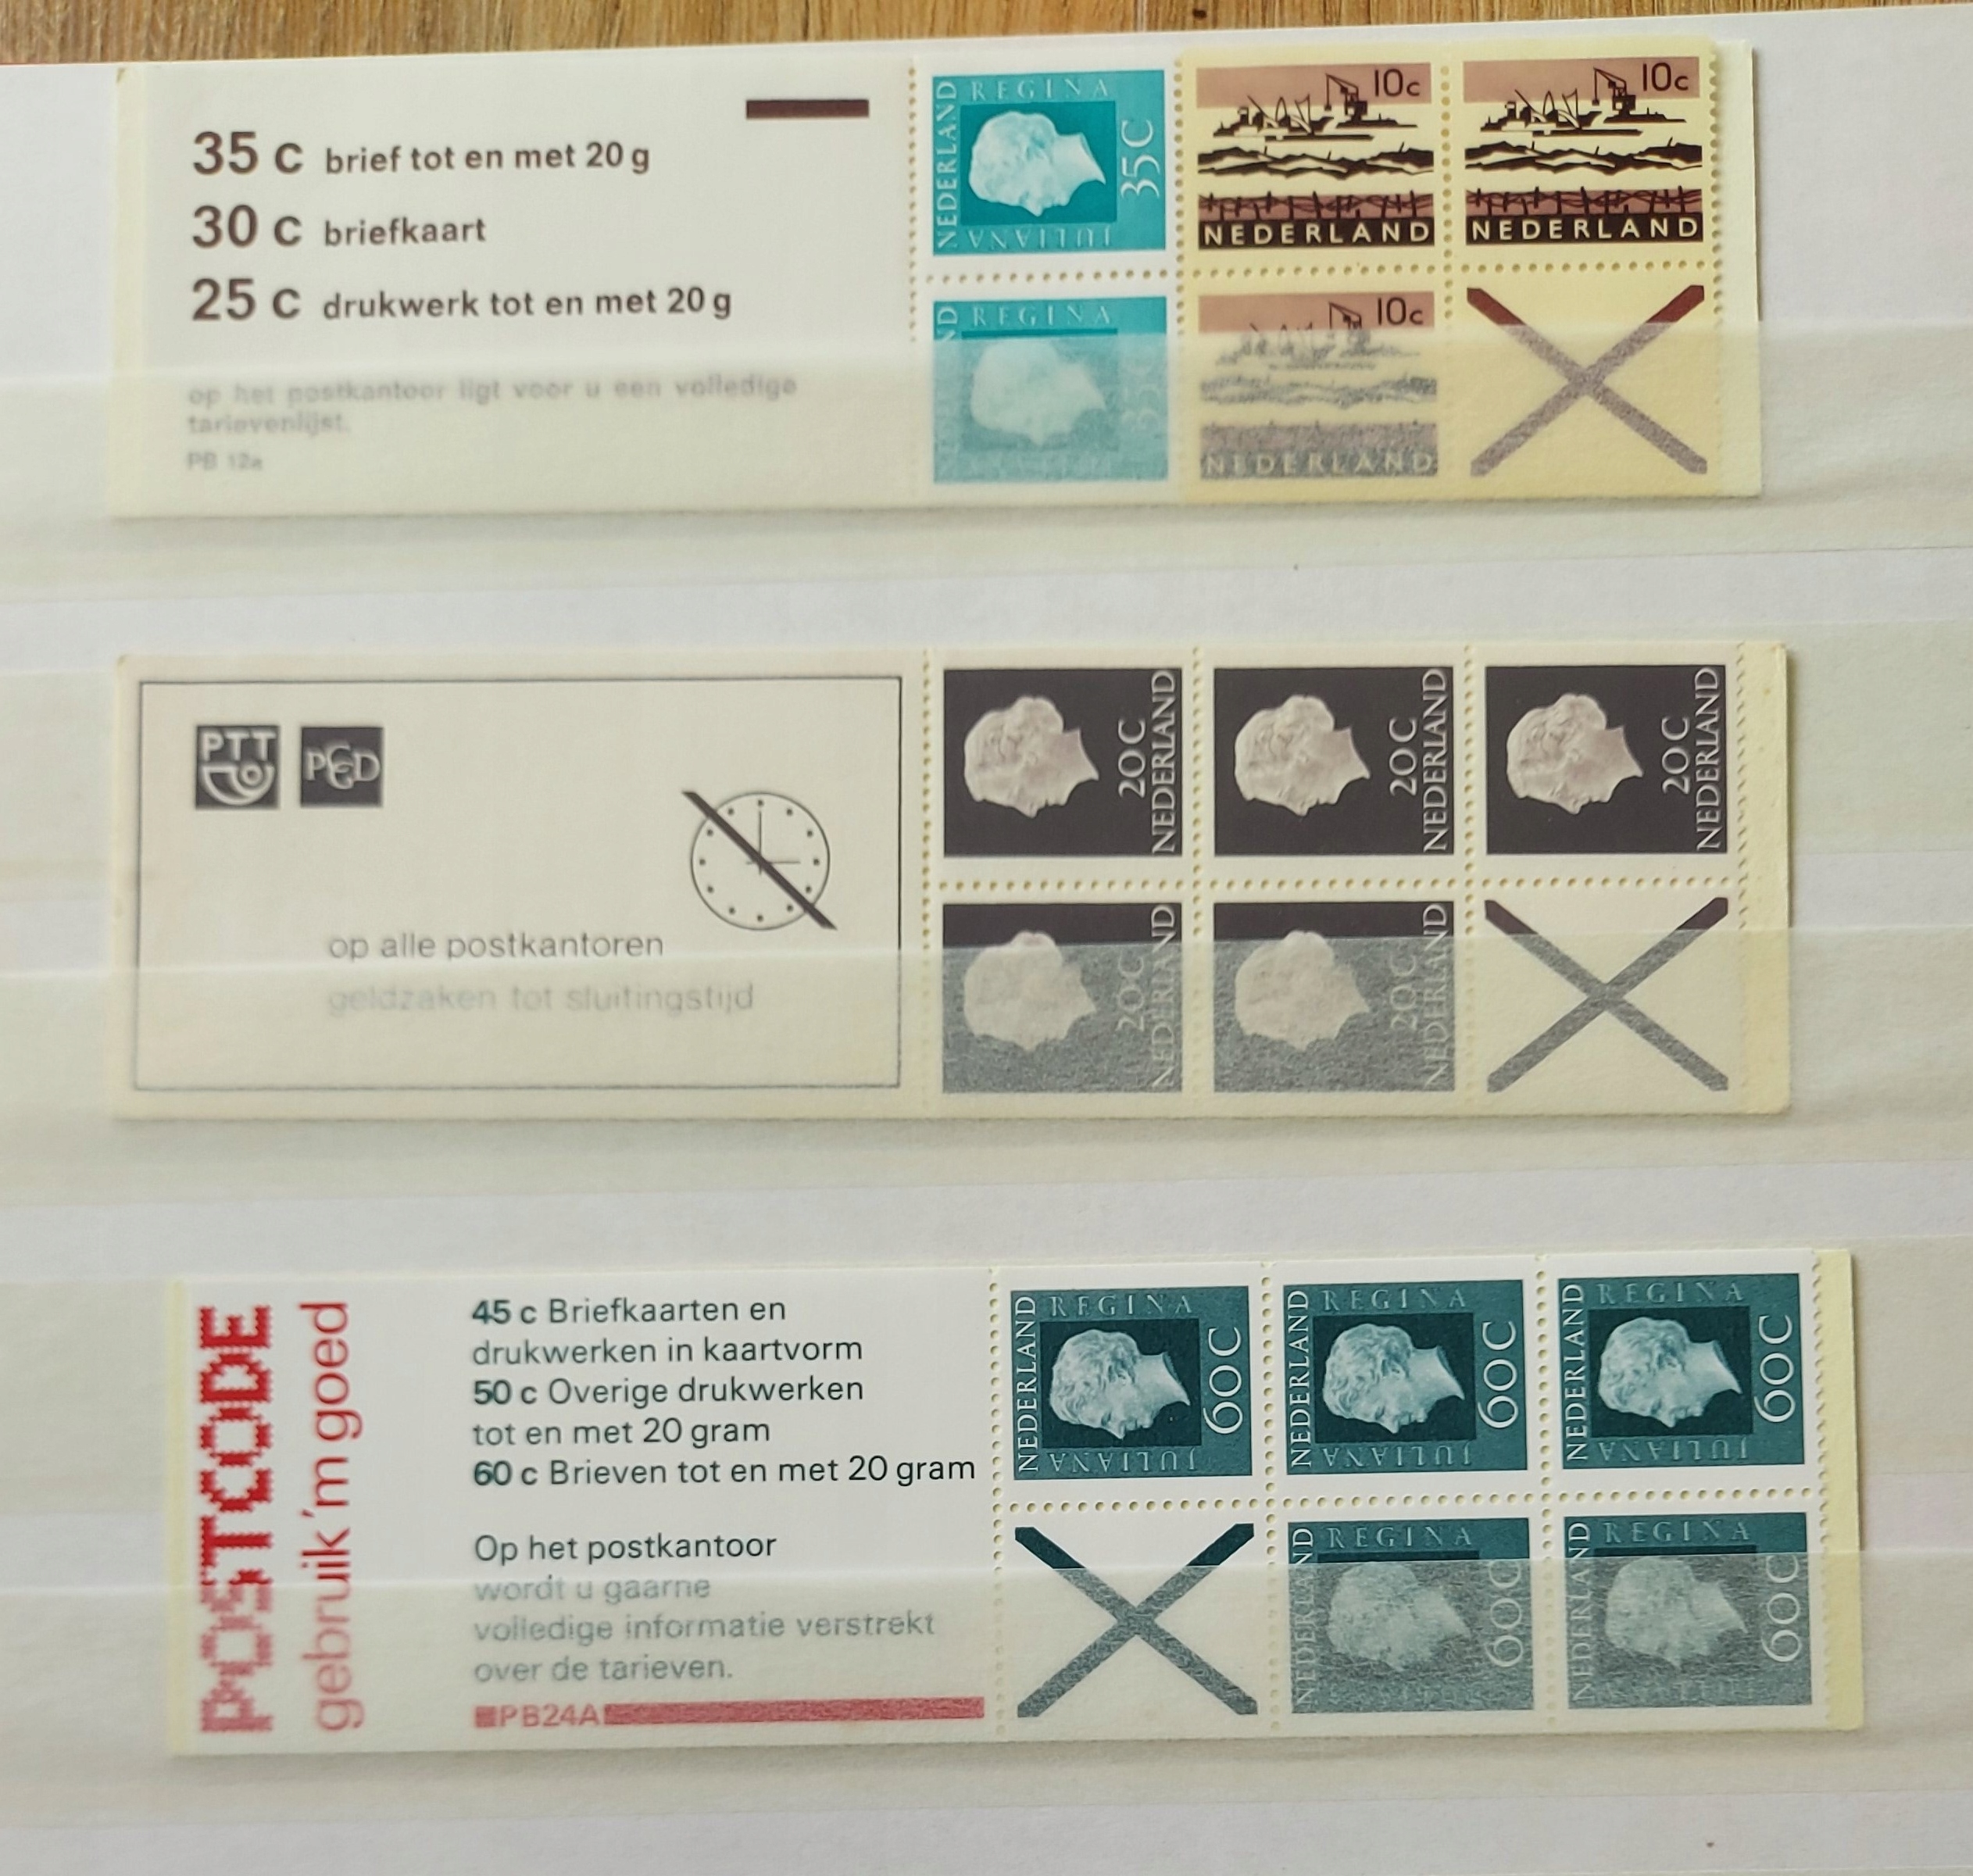 35 c brief tot en met 20 g
30 c briefkaart
25 c drukwerk tot en met 20 g
op het postkantoor ligt voor u een volledige
tarievenlijst.
PB 12a
NEDERLAND
REGINA
JULIANA
35C
10c
NEDERLAND
10c
NEDERLAND
REGINA
35C
10c
NEDERLAND
PTT
PCGD
op alle postkantoren
geldzaken tot sluitingstijd
20C
NEDERLAND
20C
NEDERLAND
20C
NEDERLAND
20C
NEDERLAND
20C
NEDERLAND
POSTCODE
gebruik 'm goed
45 c Briefkaarten en
drukwerken in kaartvorm
50 c Overige drukwerken
tot en met 20 gram
60 c Brieven tot en met 20 gram
Op het postkantoor
wordt u gaarne
volledige informatie verstrekt
over de tarieven.
PB24A
NEDERLAND
REGINA
JULIANA
60C
NEDERLAND
REGINA
JULIANA
60C
NEDERLAND
REGINA
JULIANA
60C
NEDERLAND
REGINA
60C
NEDERLAND
REGINA
60C